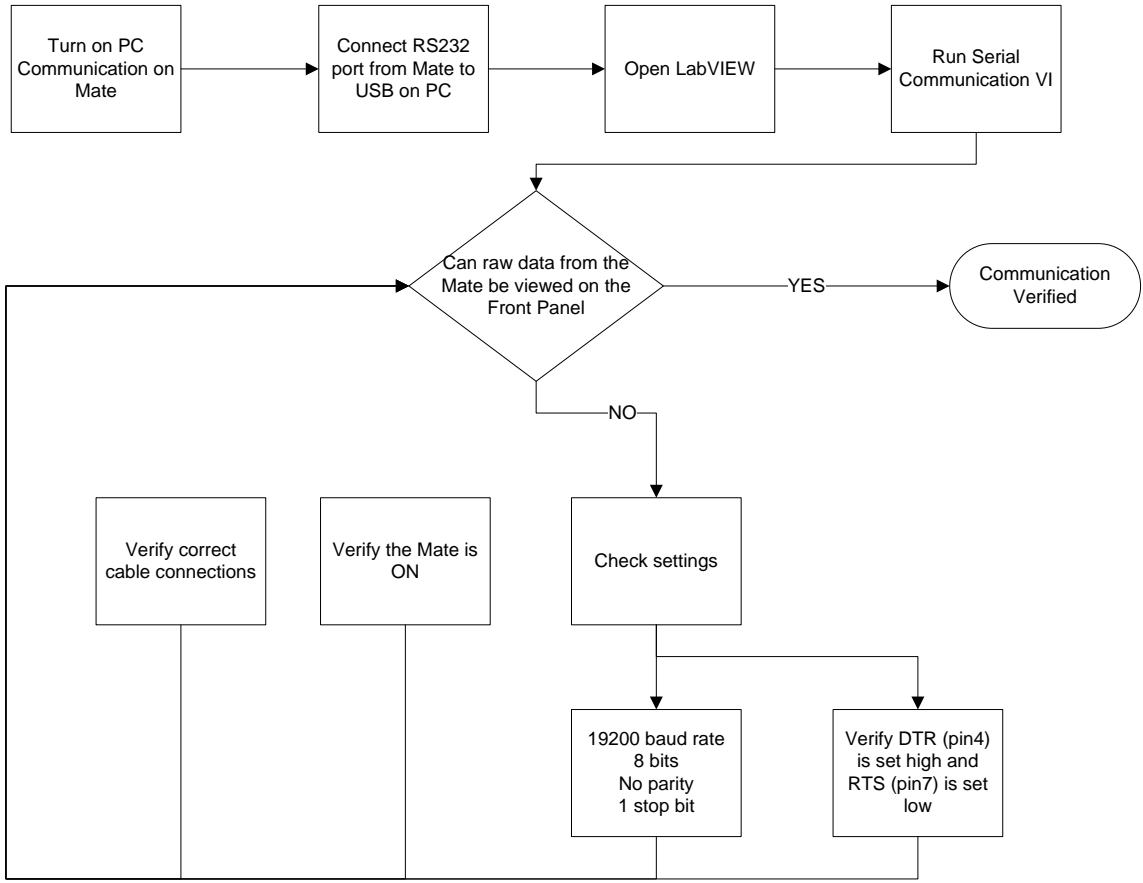 Turn on PC
Communication on
Mate
Connect RS232
port from Mate to
USB on PC
Open LabVIEW
Run Serial
Communication VI
Can raw data from the
Mate be viewed on the
Front Panel
YES
Communication
Verified
NO
Verify correct
cable connections
Verify the Mate is
ON
Check settings
19200 baud rate
8 bits
No parity
1 stop bit
Verify DTR (pin4)
is set high and
RTS (pin7) is set
low